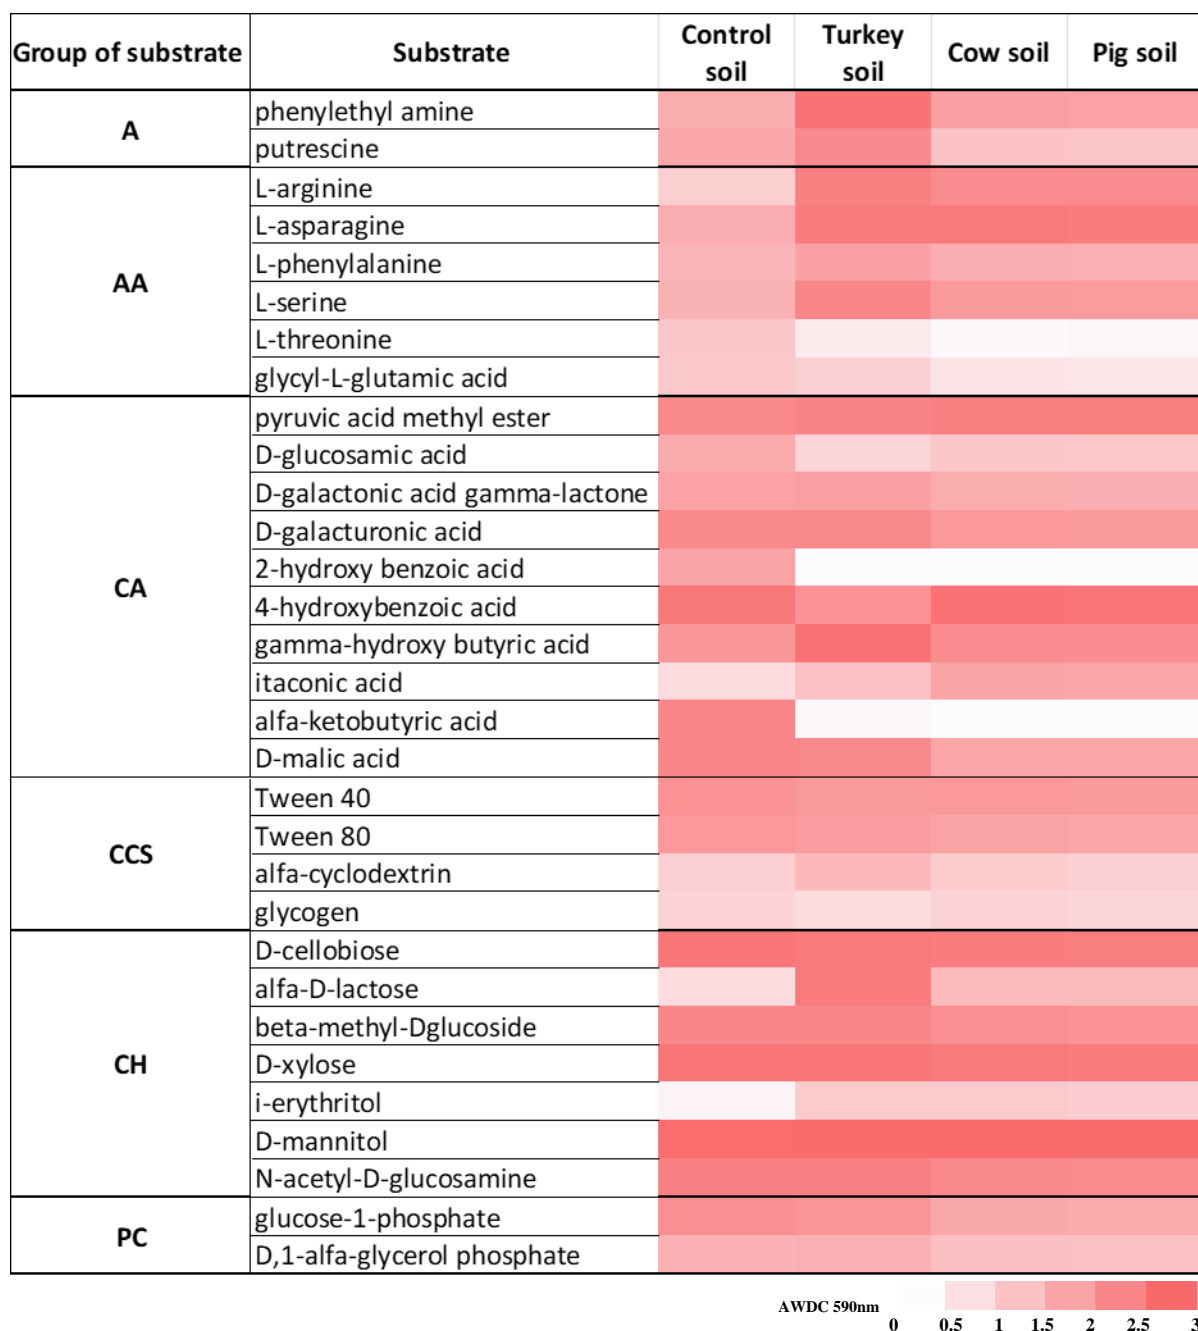 Group of substrate Substrate Control soil Turkey soil Cow soil Pig soil
A
phenylethyl amine
putrescine
AA
L-arginine
L-asparagine
L-phenylalanine
L-serine
L-threonine
glycyl-L-glutamic acid
CA
pyruvic acid methyl ester
D-glucosamic acid
D-galactonic acid gamma-lactone
D-galacturonic acid
2-hydroxy benzoic acid
4-hydroxybenzoic acid
gamma-hydroxy butyric acid
itaconic acid
alfa-ketobutyric acid
D-malic acid
CCS
Tween 40
Tween 80
alfa-cyclodextrin
glycogen
CH
D-cellobiose
alfa-D-lactose
beta-methyl-Dglucoside
D-xylose
i-erythritol
D-mannitol
N-acetyl-D-glucosamine
PC
glucose-1-phosphate
D,1-alfa-glycerol phosphate
AWDC 590nm
0 0.5 1 1.5 2 2.5 3